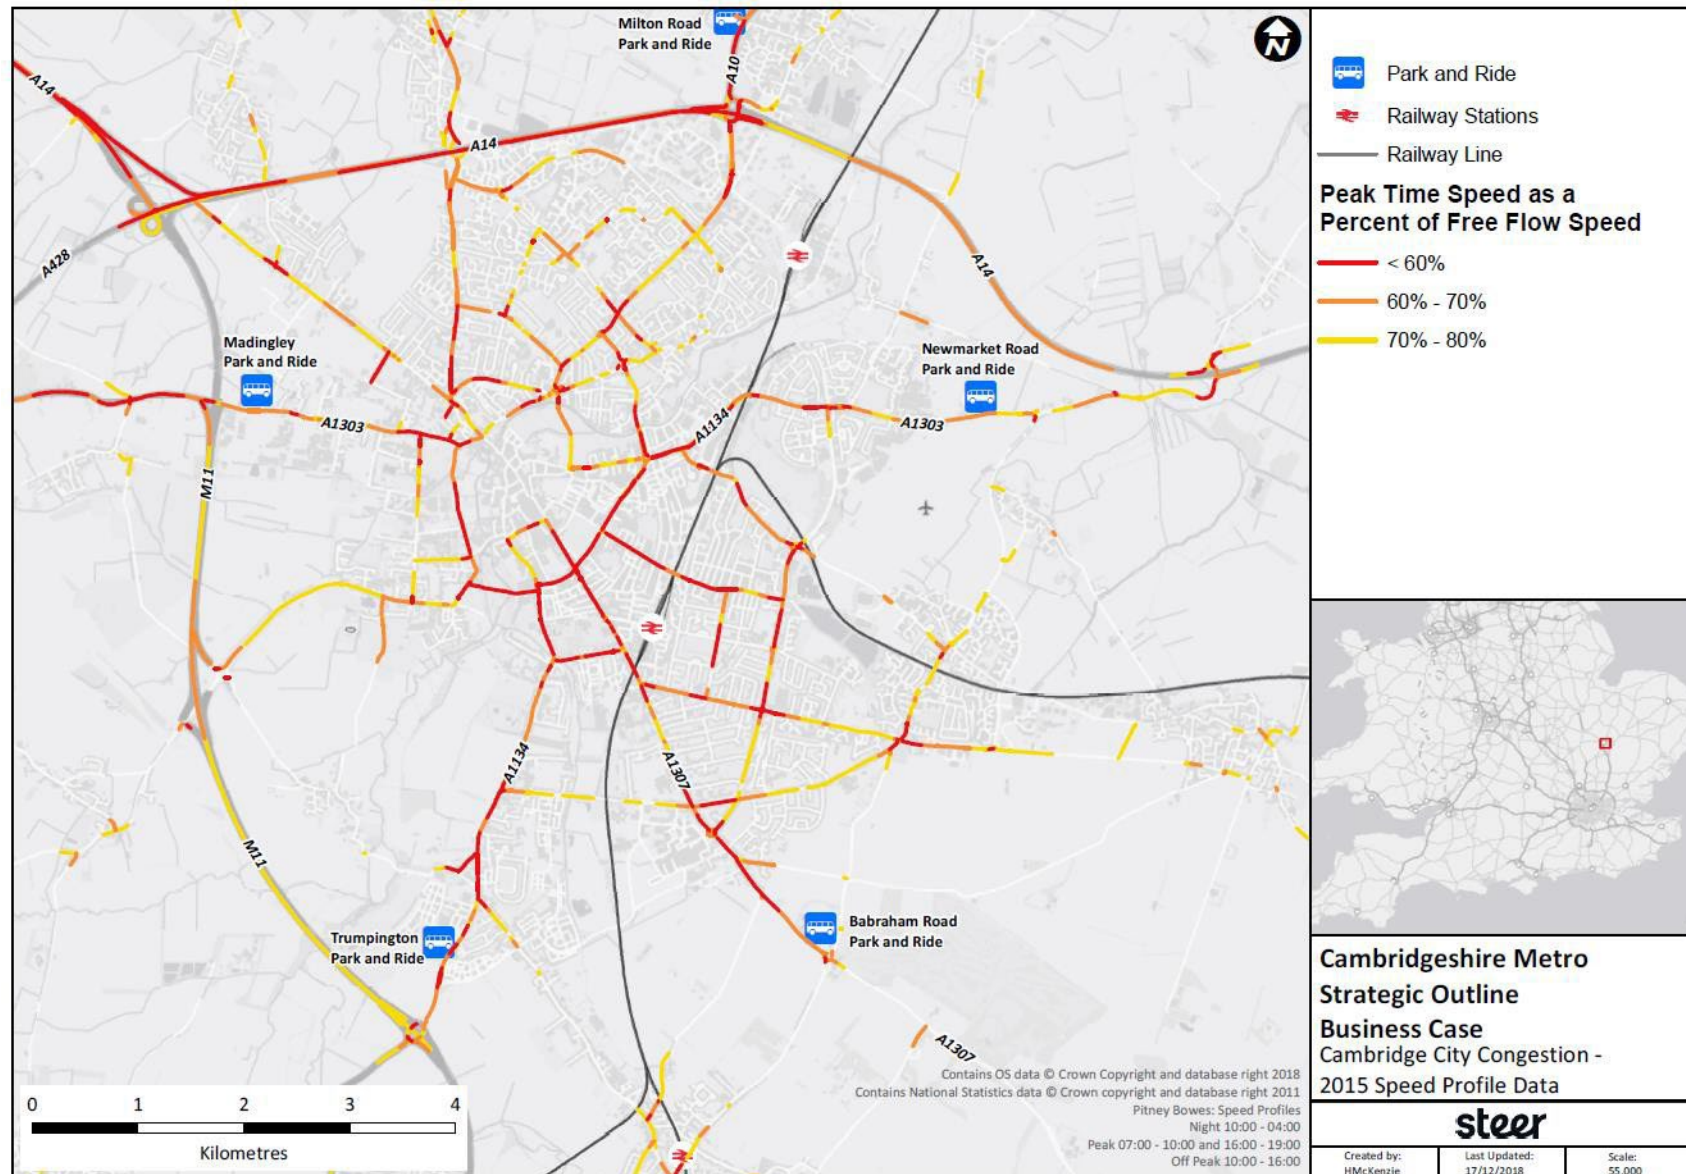 Milton Road
Park and Ride
A10
A14
A14
A428
A14
Madingley
Park and Ride
Newmarket Road
Park and Ride
A1303
A1134
A1303
M11
A1134
A1307
M11
Trumpington
Park and Ride
Babraham Road
Park and Ride
A1307
N
0 1 2 3 4
Kilometres
Contains OS data © Crown Copyright and database right 2018
Contains National Statistics data © Crown copyright and database right 2011
Pitney Bowes: Speed Profiles
Night 10:00 - 04:00
Peak 07:00 - 10:00 and 16:00 - 19:00
Off Peak 10:00 - 16:00
Park and Ride
Railway Stations
Railway Line
Peak Time Speed as a
Percent of Free Flow Speed
< 60%
60% - 70%
70% - 80%
Cambridgeshire Metro
Strategic Outline
Business Case
Cambridge City Congestion -
2015 Speed Profile Data
steer
Created by:
HMcKenzie
Last Updated:
17/12/2018
Scale:
55,000